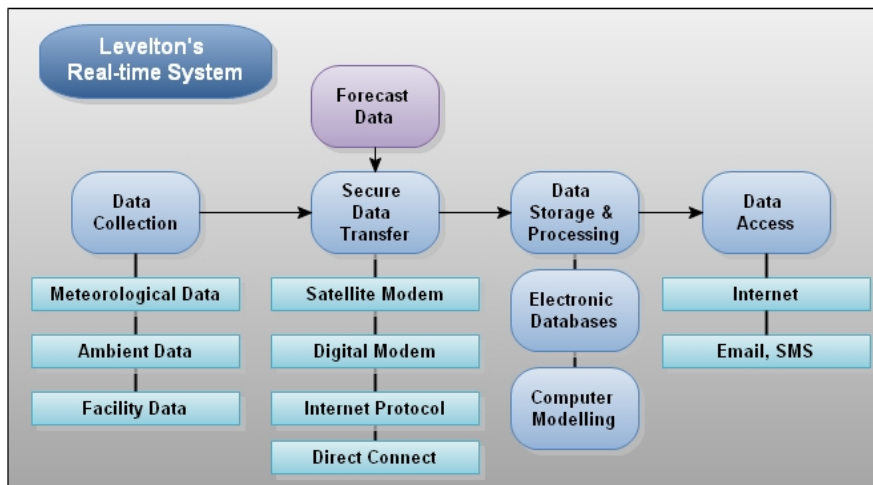 Levelton's
Real-time System
Forecast
Data
Data
Collection
Secure
Data
Transfer
Data
Storage &
Processing
Data
Access
Meteorological Data
Ambient Data
Facility Data
Satellite Modem
Digital Modem
Internet Protocol
Direct Connect
Electronic
Databases
Computer
Modelling
Internet
Email, SMS